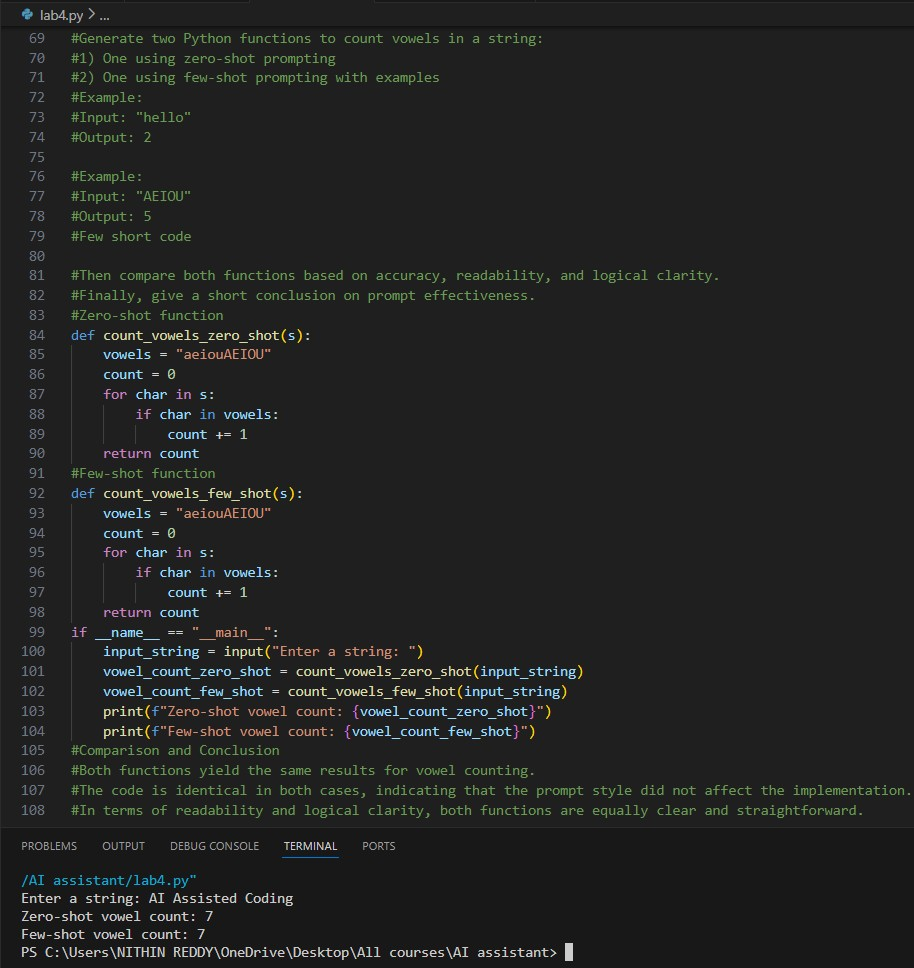 lab4.py > ...
69 #Generate two Python functions to count vowels in a string:
70 #1) One using zero-shot prompting
71 #2) One using few-shot prompting with examples
72 #Example:
73 #Input: "hello"
74 #Output: 2
75
76 #Example:
77 #Input: "AEIOU"
78 #Output: 5
79 #Few short code
80
81 #Then compare both functions based on accuracy, readability, and logical clarity.
82 #Finally, give a short conclusion on prompt effectiveness.
83 #Zero-shot function
84 def count_vowels_zero_shot(s):
85     vowels = "aeiouAEIOU"
86     count = 0
87     for char in s:
88         if char in vowels:
89             count += 1
90     return count
91 #Few-shot function
92 def count_vowels_few_shot(s):
93     vowels = "aeiouAEIOU"
94     count = 0
95     for char in s:
96         if char in vowels:
97             count += 1
98     return count
99 if __name__ == "__main__":
100     input_string = input("Enter a string: ")
101     vowel_count_zero_shot = count_vowels_zero_shot(input_string)
102     vowel_count_few_shot = count_vowels_few_shot(input_string)
103     print(f"Zero-shot vowel count: {vowel_count_zero_shot}")
104     print(f"Few-shot vowel count: {vowel_count_few_shot}")
105 #Comparison and Conclusion
106 #Both functions yield the same results for vowel counting.
107 #The code is identical in both cases, indicating that the prompt style did not affect the implementation.
108 #In terms of readability and logical clarity, both functions are equally clear and straightforward.
PROBLEMS OUTPUT DEBUG CONSOLE TERMINAL PORTS
/AI assistant/lab4.py"
Enter a string: AI Assisted Coding
Zero-shot vowel count: 7
Few-shot vowel count: 7
PS C:\Users\NITHIN REDDY\OneDrive\Desktop\All courses\AI assistant>